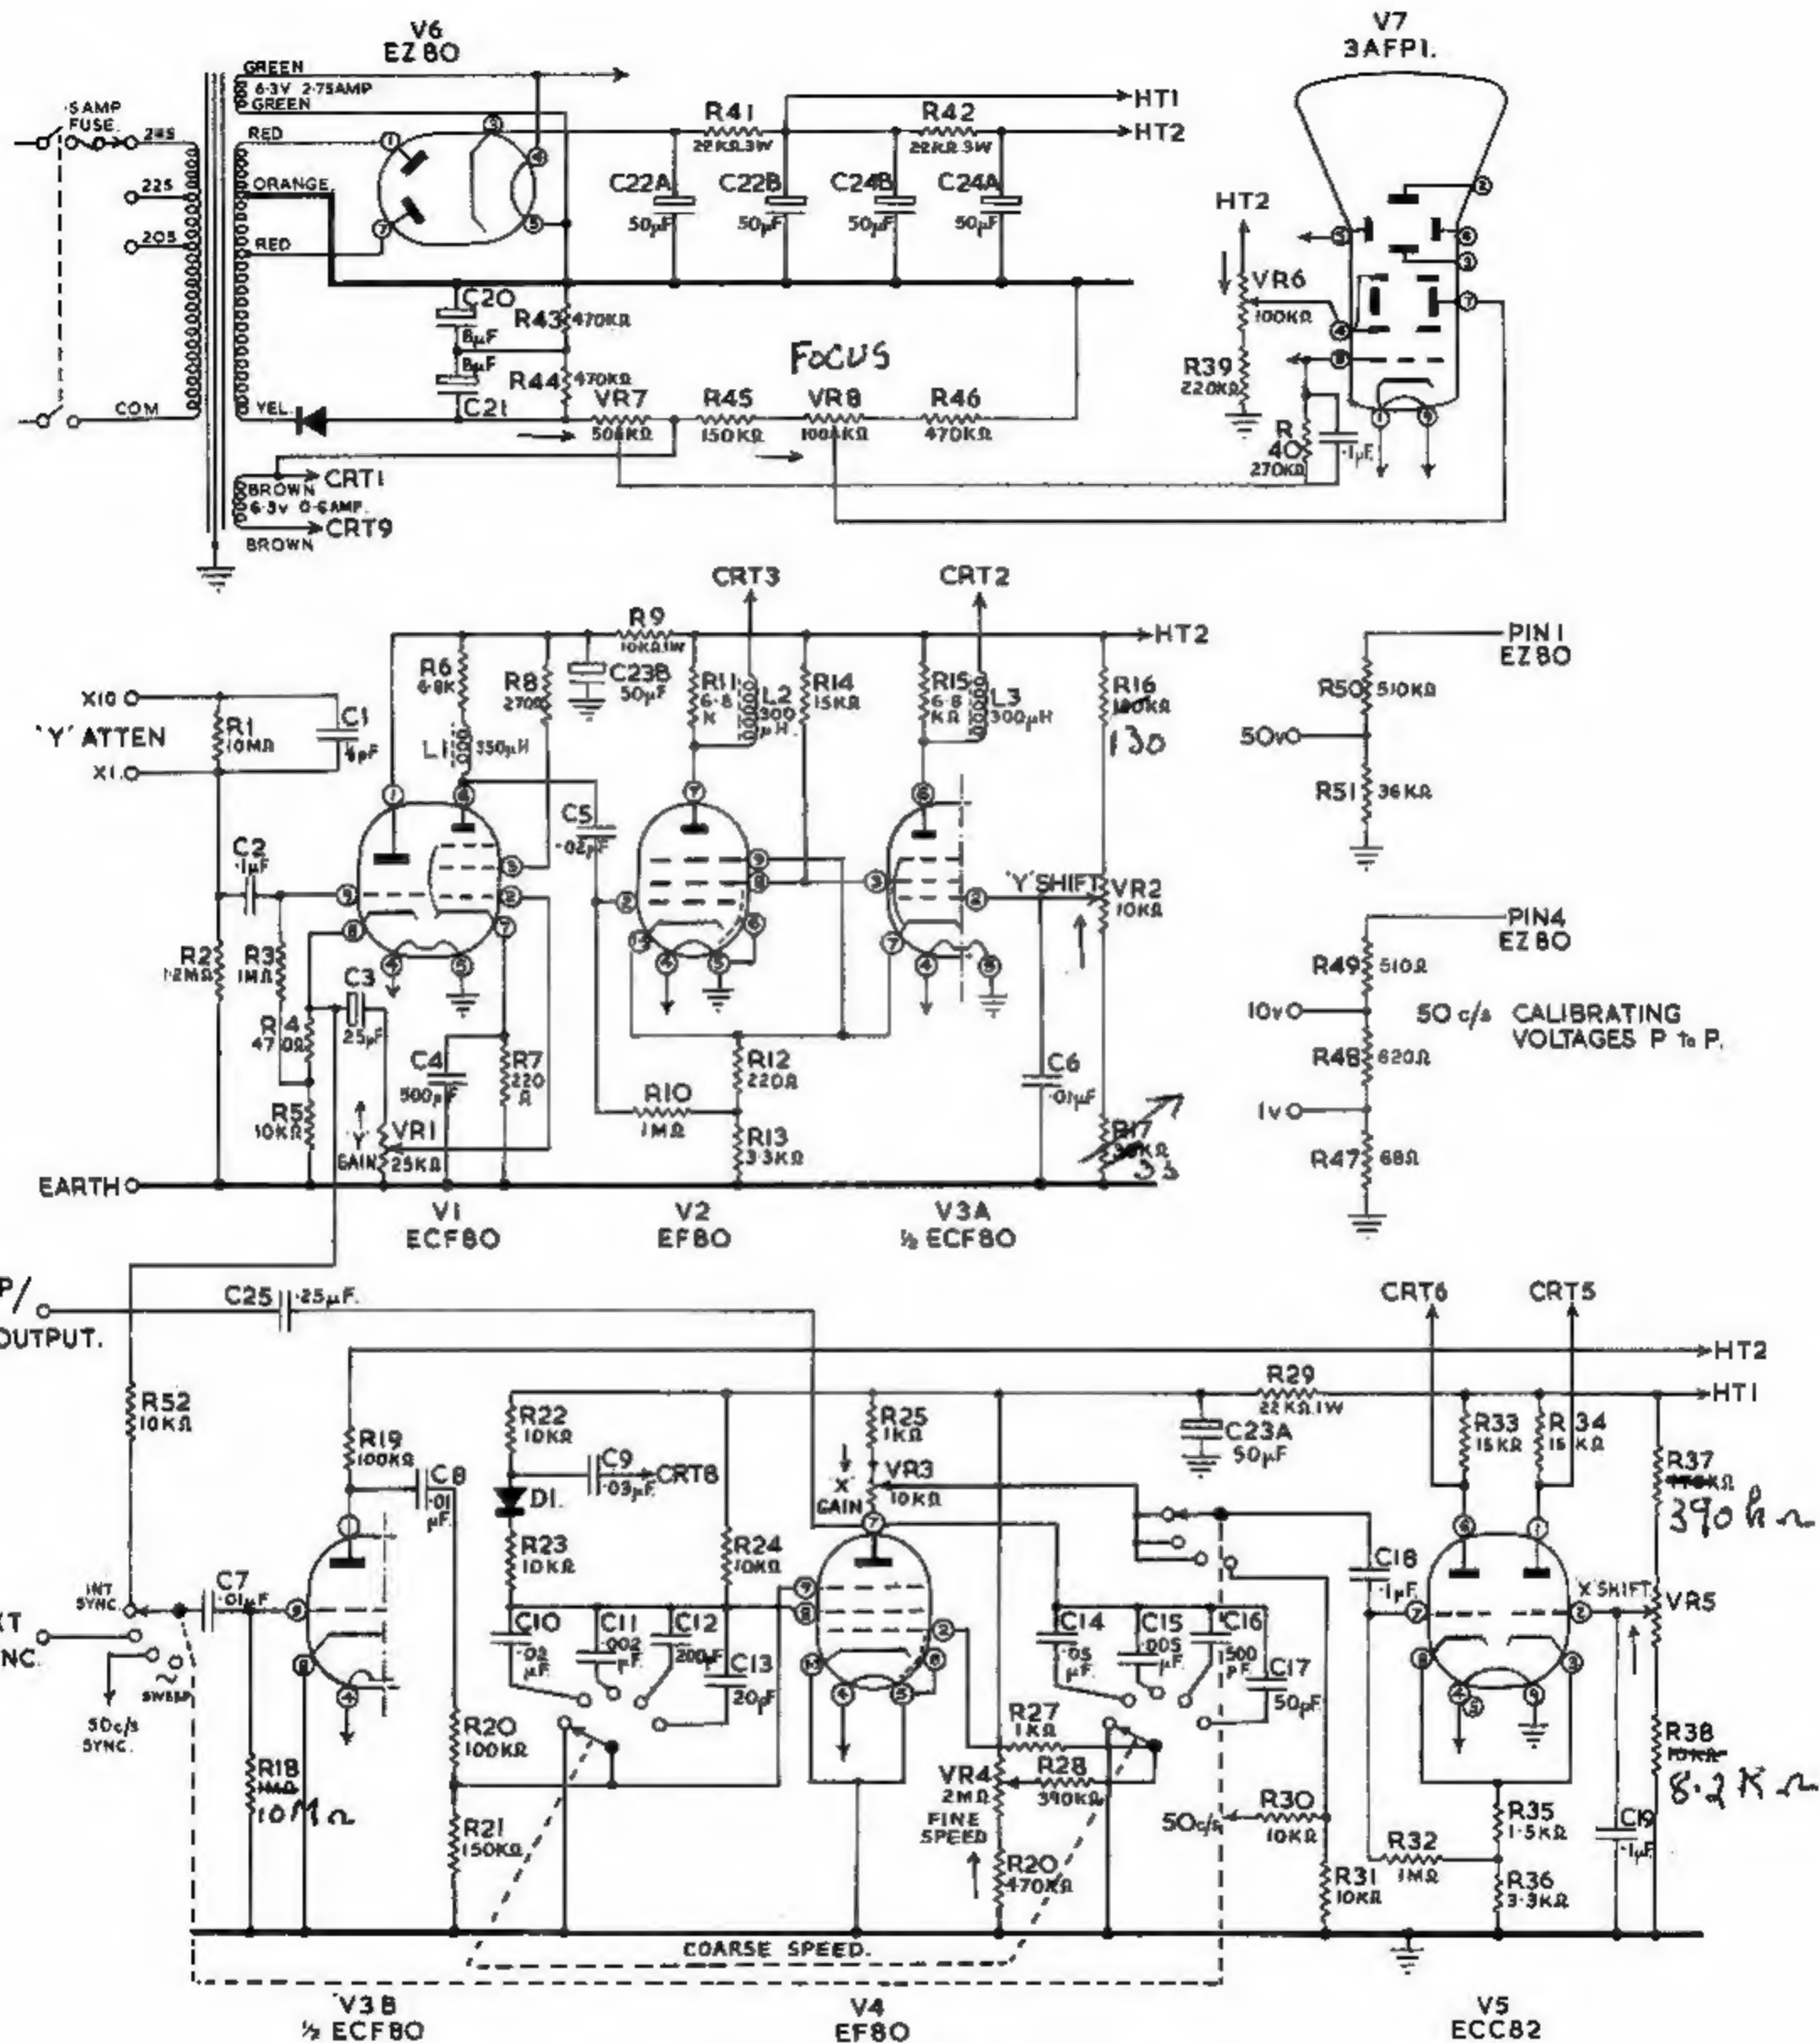 V6
EZ80
V7
3AFP1.
GREEN
6·3V 2·75AMP
GREEN
·5AMP
FUSE.
245
225
205
COM
RED
ORANGE
RED
YEL.
BROWN
6·3V 0·6AMP.
BROWN
CRT1
CRT9
R41
22KΩ.3W
R42
22KΩ.3W
HT1
HT2
C22A
50µF
C22B
50µF
C24B
50µF
C24A
50µF
C20
8µF
8µF
C21
R43
470KΩ
R44
470KΩ
FOCUS
VR7
50KΩ
R45
150KΩ
VR8
100KΩ
R46
470KΩ
HT2
VR6
100KΩ
R39
220KΩ
R
40
270KΩ
·1µF
CRT3
CRT2
HT2
X10
'Y' ATTEN
X1
R1
10MΩ
C1
R2
1·2MΩ
C2
·1µF
R3
1MΩ
R4
470Ω
R5
10KΩ
C3
25µF
'Y'
GAIN
VR1
25KΩ
C4
500pF
R7
220
Ω
R6
6·8K
L1
350µH
R8
270Ω
C23B
50µF
R9
10KΩ.1W
C5
·02µF
R11
6·8
K
L2
300
µH
R14
15KΩ
R15
6·8
KΩ
L3
300µH
R16
130
R10
1MΩ
R12
220Ω
R13
3·3KΩ
C6
·01µF
'Y' SHIFT
VR2
10KΩ
R17
EARTH
V1
ECF80
V2
EF80
V3A
½ ECF80
PIN1
EZ80
R50
510KΩ
50V
R51
36KΩ
PIN4
EZ80
R49
510Ω
10V
R48
620Ω
1V
R47
68Ω
50 c/s CALIBRATING
VOLTAGES P to P.
P/
OUTPUT.
C25
·25µF.
R52
10KΩ
INT
SYNC.
XT
NC.
50c/s
SYNC.
SWEEP
C7
·01µF
R18
1MΩ
10MΩ
R19
100KΩ
C8
·01
µF.
R20
100KΩ
R21
150KΩ
R22
10KΩ
C9
·03µF.
CRT8
D1.
R23
10KΩ
R24
10KΩ
C10
·02
µF.
C11
·002
µF.
C12
200pF
C13
20pF
R25
1KΩ
'X'
GAIN
VR3
10KΩ
R27
1KΩ
VR4
2MΩ
FINE
SPEED
R28
390KΩ
R20
470KΩ
C14
·05
µF.
C15
·005
µF.
C16
500
pF.
C17
50pF
R29
22KΩ.1W
C23A
50µF
CRT6
CRT5
HT2
HT1
R33
15KΩ
R34
15KΩ
R37
390kΩ
C18
·1µF.
'X' SHIFT
VR5
R38
10KΩ
8.2KΩ
50c/s
R30
10KΩ
R31
10KΩ
R32
1MΩ
R35
1·5KΩ
R36
3·3KΩ
C19
·1µF.
COARSE SPEED.
V3B
½ ECF80
V4
EF80
V5
ECC82